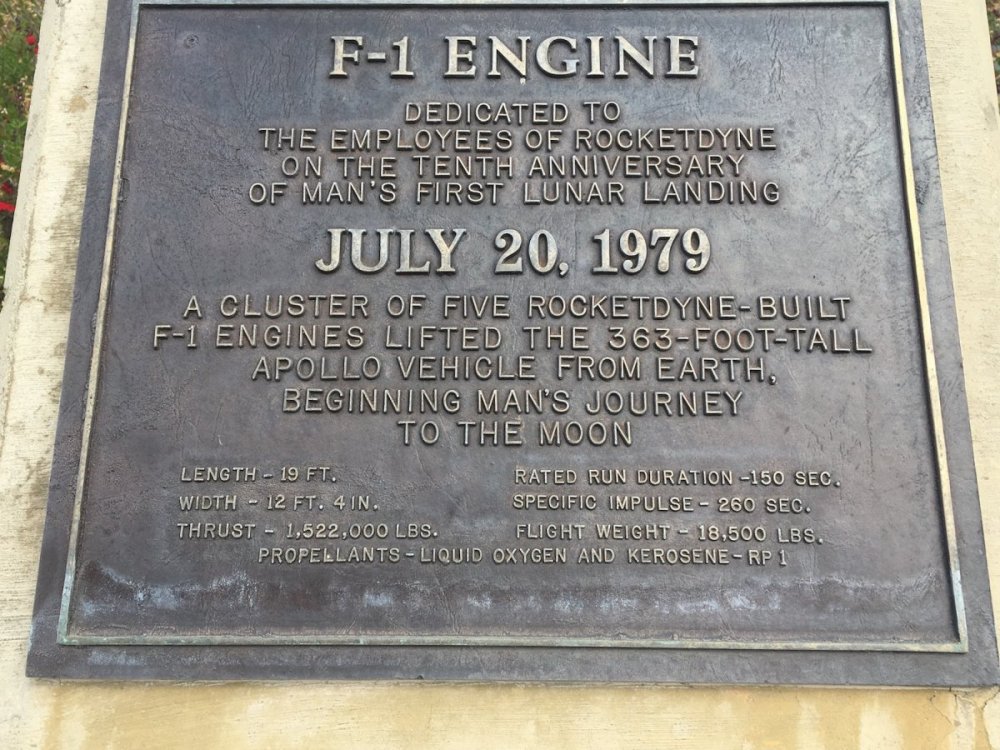 F-1 ENGINE
DEDICATED TO
THE EMPLOYEES OF ROCKETDYNE
ON THE TENTH ANNIVERSARY
OF MAN'S FIRST LUNAR LANDING
JULY 20, 1979
A CLUSTER OF FIVE ROCKETDYNE-BUILT
F-1 ENGINES LIFTED THE 363-FOOT-TALL
APOLLO VEHICLE FROM EARTH,
BEGINNING MAN'S JOURNEY
TO THE MOON
LENGTH - 19 FT.
WIDTH - 12 FT. 4 IN.
THRUST - 1,522,000 LBS.
RATED RUN DURATION -150 SEC.
SPECIFIC IMPULSE - 260 SEC.
FLIGHT WEIGHT - 18,500 LBS.
PROPELLANTS - LIQUID OXYGEN AND KEROSENE - RP 1